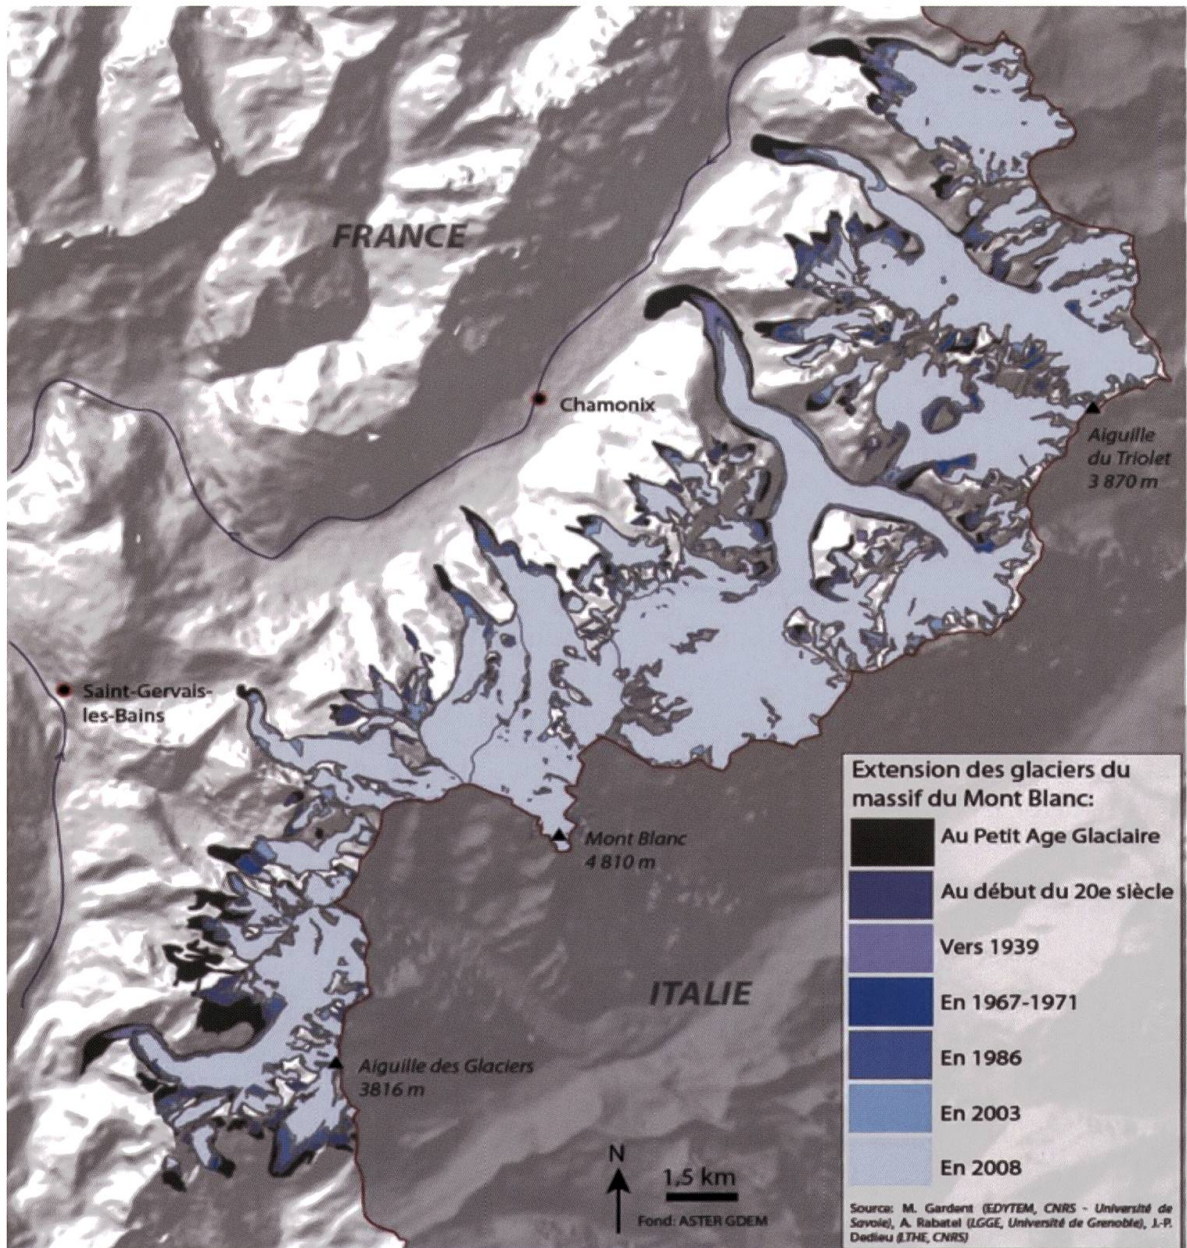 FRANCE
Chamonix
Aiguille
du Triolet
3 870 m
Saint-Gervais-
les-Bains
Mont Blanc
4 810 m
ITALIE
Aiguille des Glaciers
3816 m
N
1,5 km
Fond: ASTER GDEM
Extension des glaciers du
massif du Mont Blanc:
Au Petit Age Glaciaire
Au début du 20e siècle
Vers 1939
En 1967-1971
En 1986
En 2003
En 2008
Source: M. Gardent (EDYTEM, CNRS - Université de
Savoie), A. Rabatel (LGGE, Université de Grenoble), J.-P.
Dedieu (LTHE, CNRS)